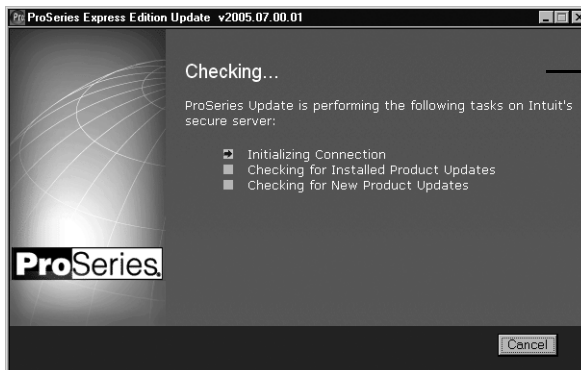 ProSeries Express Edition Update v2005.07.00.01
Checking...
ProSeries Update is performing the following tasks on Intuit's
secure server:
Initializing Connection
Checking for Installed Product Updates
Checking for New Product Updates
ProSeries.
Cancel